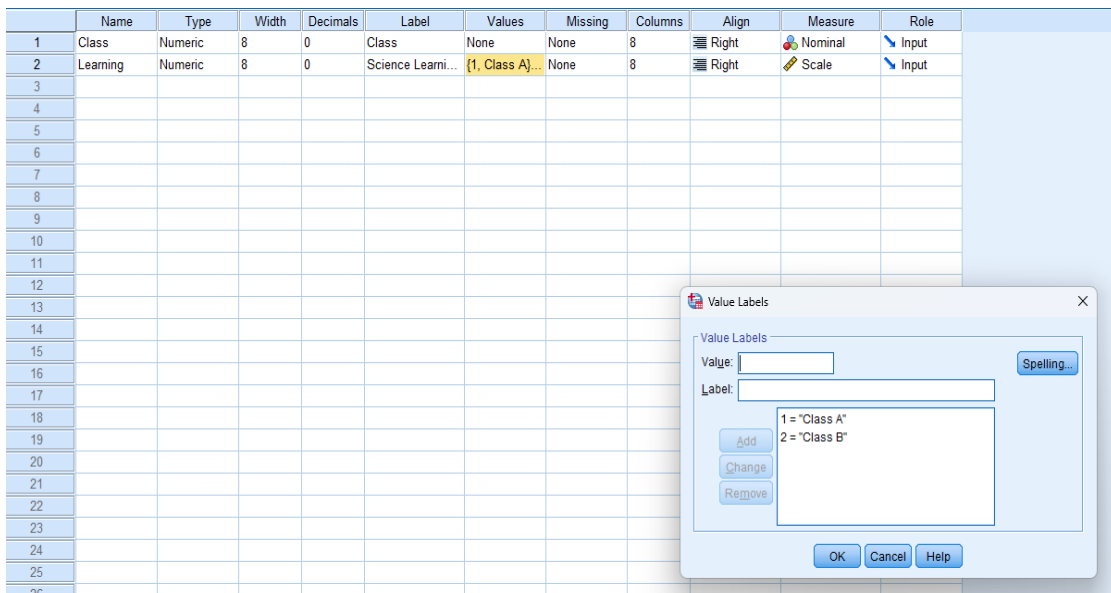 Name Type Width Decimals Label Values Missing Columns Align Measure Role
1 Class Numeric 8 0 Class None None 8 Right Nominal Input
2 Learning Numeric 8 0 Science Learni... {1, Class A}... None 8 Right Scale Input
3
4
5
6
7
8
9
10
11
12
13
14
15
16
17
18
19
20
21
22
23
24
25
Value Labels
Value Labels
Value:
Spelling...
Label:
1 = "Class A"
Add
2 = "Class B"
Change
Remove
OK Cancel Help